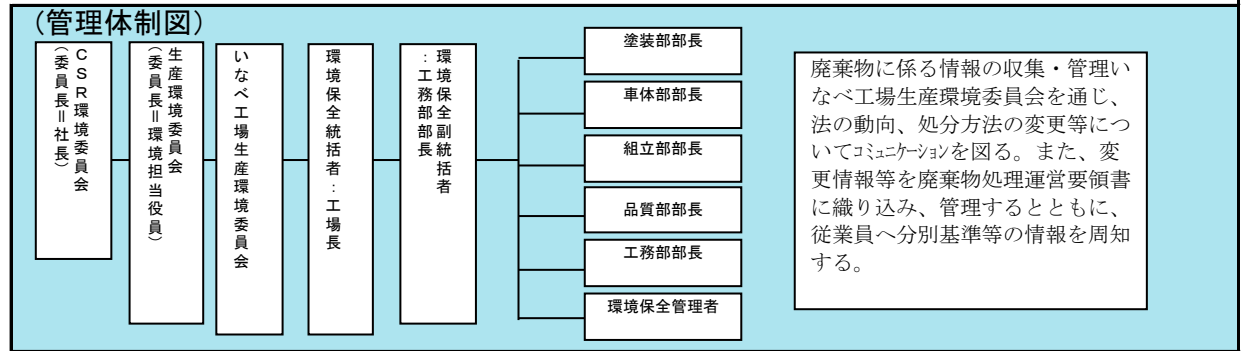 (管理体制図)
CSR環境委員会
(委員長=社長)
生産環境委員会
(委員長=環境担当役員)
いなべ工場生産環境委員会
環境保全統括者:工場長
環境保全副統括者
:工務部部長
塗装部部長
車体部部長
組立部部長
品質部部長
工務部部長
環境保全管理者
廃棄物に係る情報の収集・管理い
なべ工場生産環境委員会を通じ、
法の動向、処分方法の変更等につ
いてコミュニケーションを図る。また、変
更情報等を廃棄物処理運営要領書
に織り込み、管理するとともに、
従業員へ分別基準等の情報を周知
する。